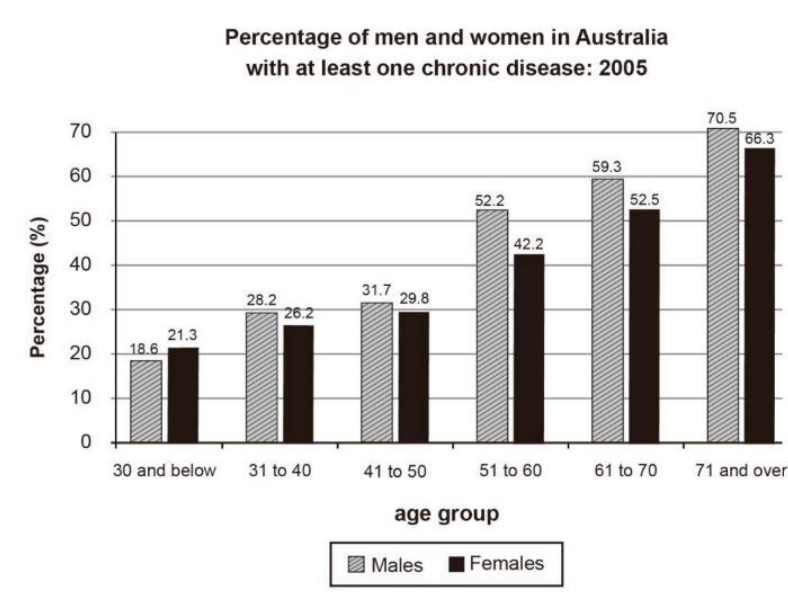 Percentage of men and women in Australia
with at least one chronic disease: 2005
Percentage (%)
70
60
50
40
30
20
10
0
18.6
21.3
28.2
26.2
31.7
29.8
52.2
42.2
59.3
52.5
70.5
66.3
30 and below
31 to 40
41 to 50
51 to 60
61 to 70
71 and over
age group
Males
Females